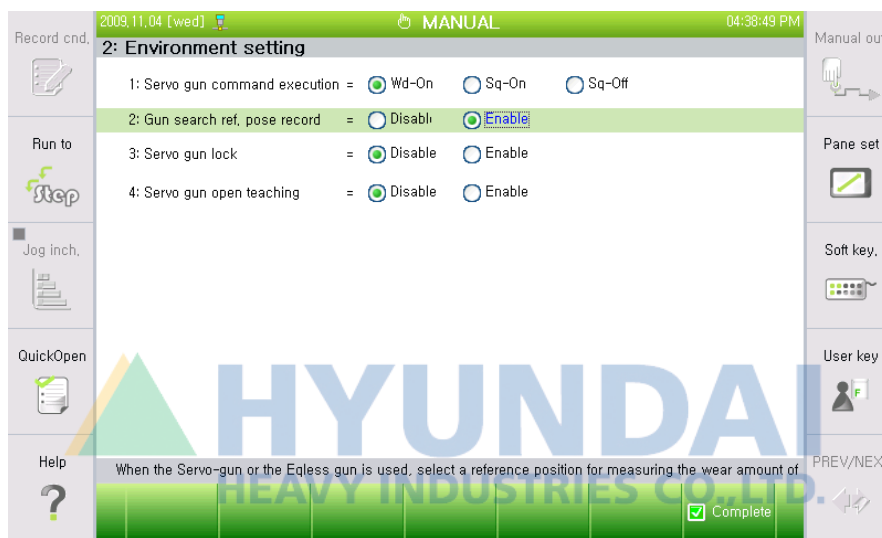 2009,11,04 [wed]
MANUAL
04:38:49 PM
2: Environment setting
1: Servo gun command execution = Wd-On Sq-On Sq-Off
2: Gun search ref, pose record = Disable Enable
3: Servo gun lock = Disable Enable
4: Servo gun open teaching = Disable Enable
When the Servo-gun or the Eqless gun is used, select a reference position for measuring the wear amount of
Complete
Record cnd,
Run to
Step
Jog inch,
QuickOpen
Help
?
Manual out
Pane set
Soft key,
User key
F
PREV/NEX
HYUNDAI
HEAVY INDUSTRIES CO.,LTD.